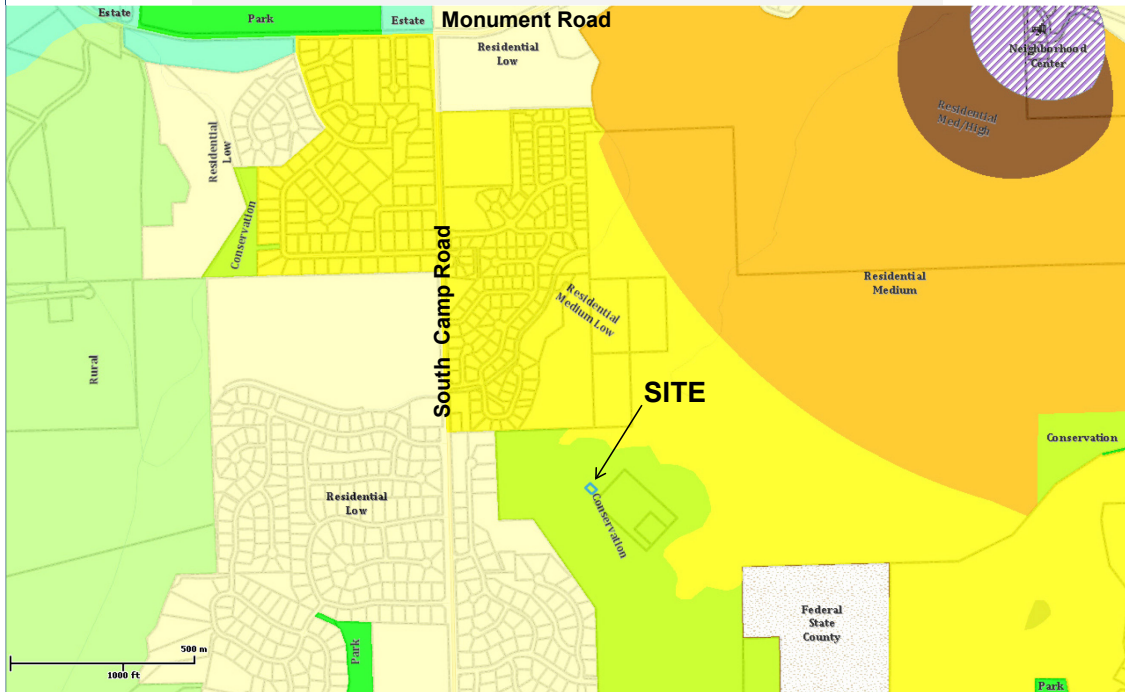 Estate
Park
Estate
Monument Road
Residential
Low
Neighborhood
Center
Residential
Med/High
Residential
Low
Conservation
South Camp Road
Residential
Medium
Residential
Medium Low
Rural
SITE
Conservation
Conservation
Residential
Low
Federal
State
County
Park
Park
500 m
1000 ft